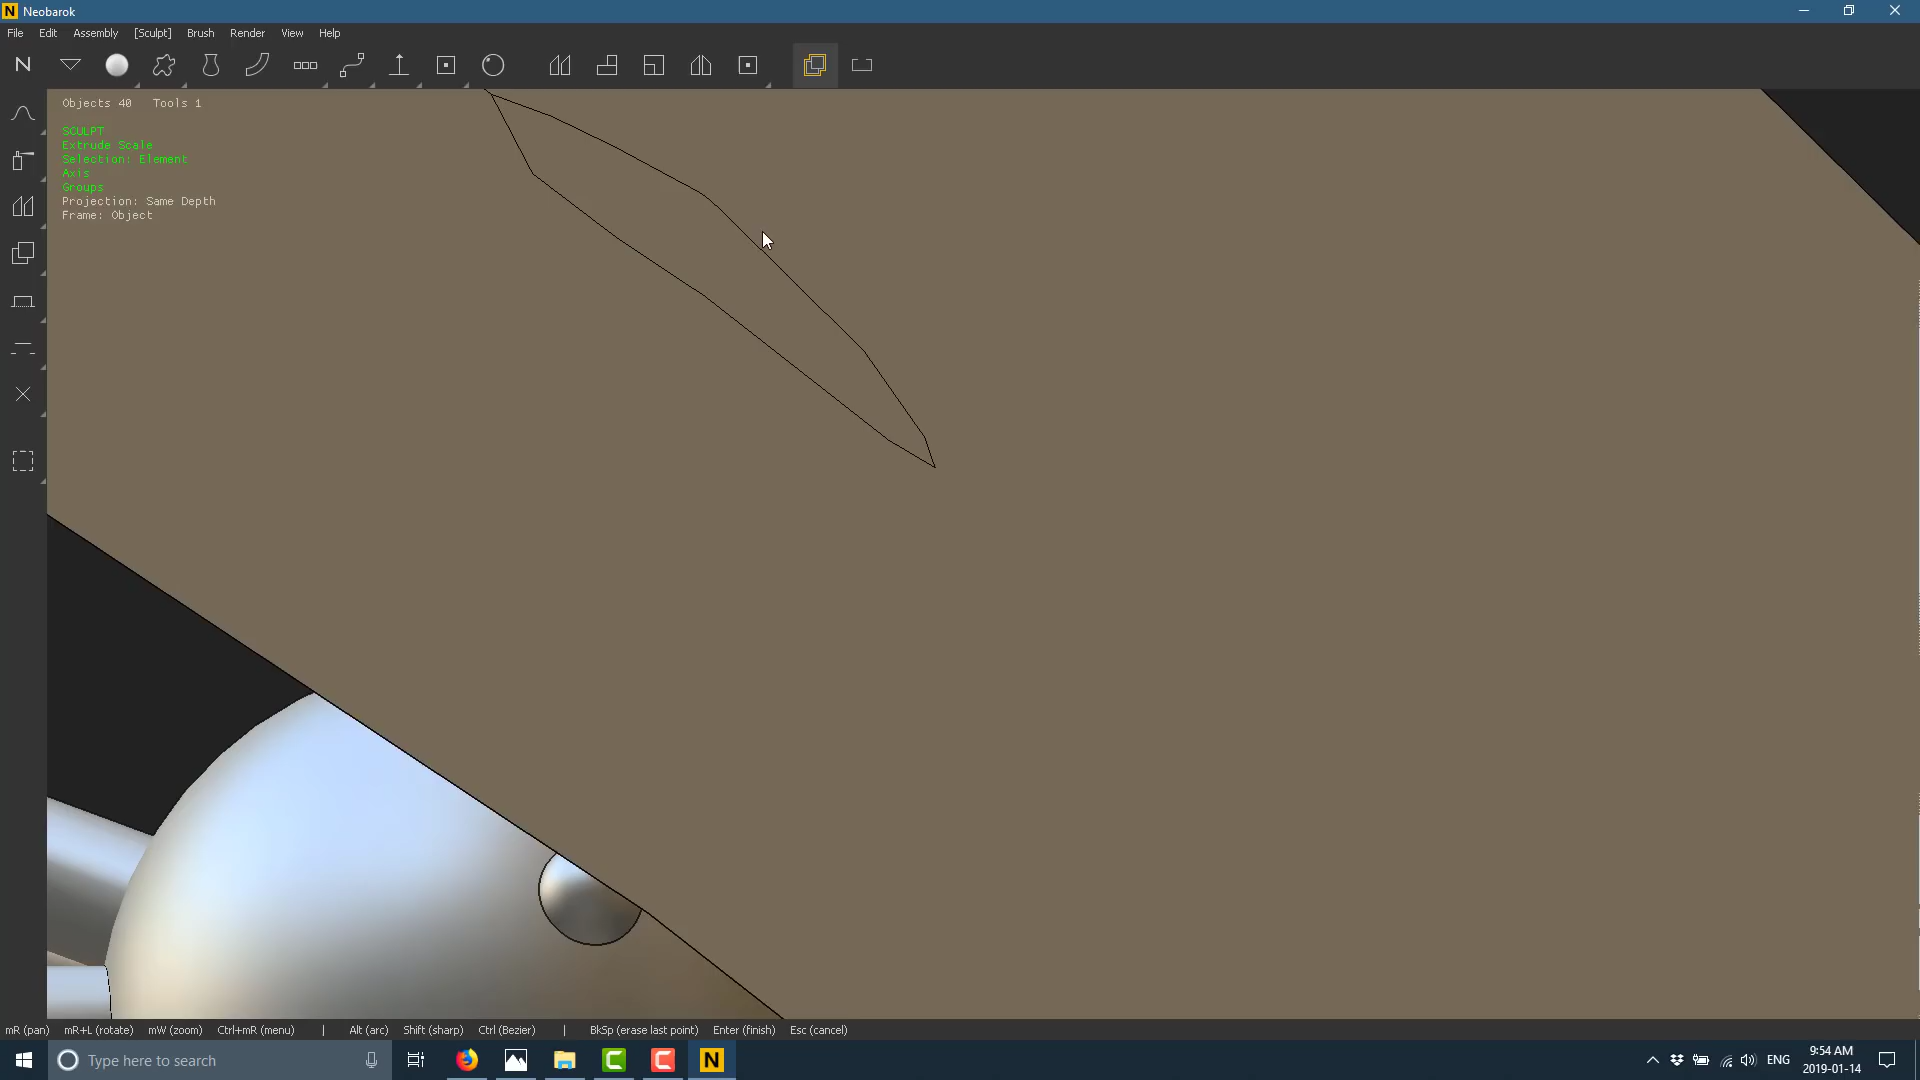 Neobarok
File Edit Assembly [Sculpt] Brush Render View Help
Objects 40 Tools 1
SCULPT
Extrude Scale
Selection: Element
Axis
Groups
Projection: Same Depth
Frame: Object
mR (pan) mR+L (rotate) mW (zoom) Ctrl+mR (menu) | Alt (arc) Shift (sharp) Ctrl (Bezier) | BkSp (erase last point) Enter (finish) Esc (cancel)
Type here to search
ENG
9:54 AM
2019-01-14